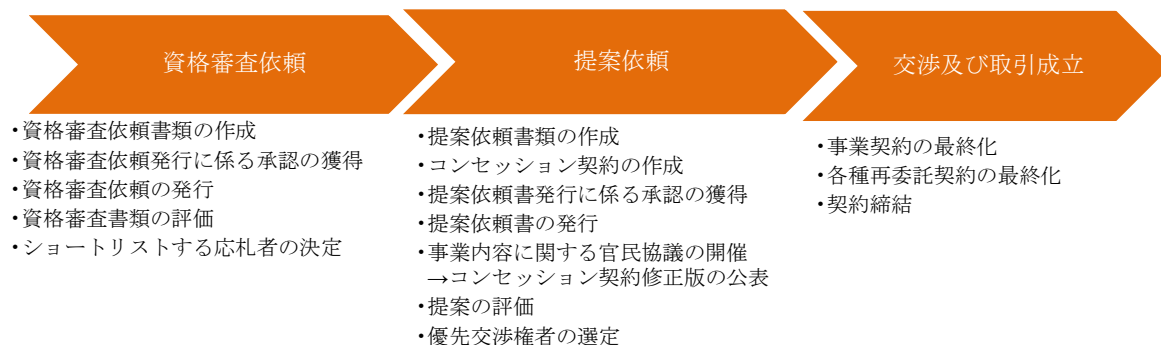 資格審査依頼
・資格審査依頼書類の作成
・資格審査依頼発行に係る承認の獲得
・資格審査依頼の発行
・資格審査書類の評価
・ショートリストする応札者の決定
提案依頼
・提案依頼書類の作成
・コンセッション契約の作成
・提案依頼書発行に係る承認の獲得
・提案依頼書の発行
・事業内容に関する官民協議の開催
→コンセッション契約修正版の公表
・提案の評価
・優先交渉権者の選定
交渉及び取引成立
・事業契約の最終化
・各種再委託契約の最終化
・契約締結